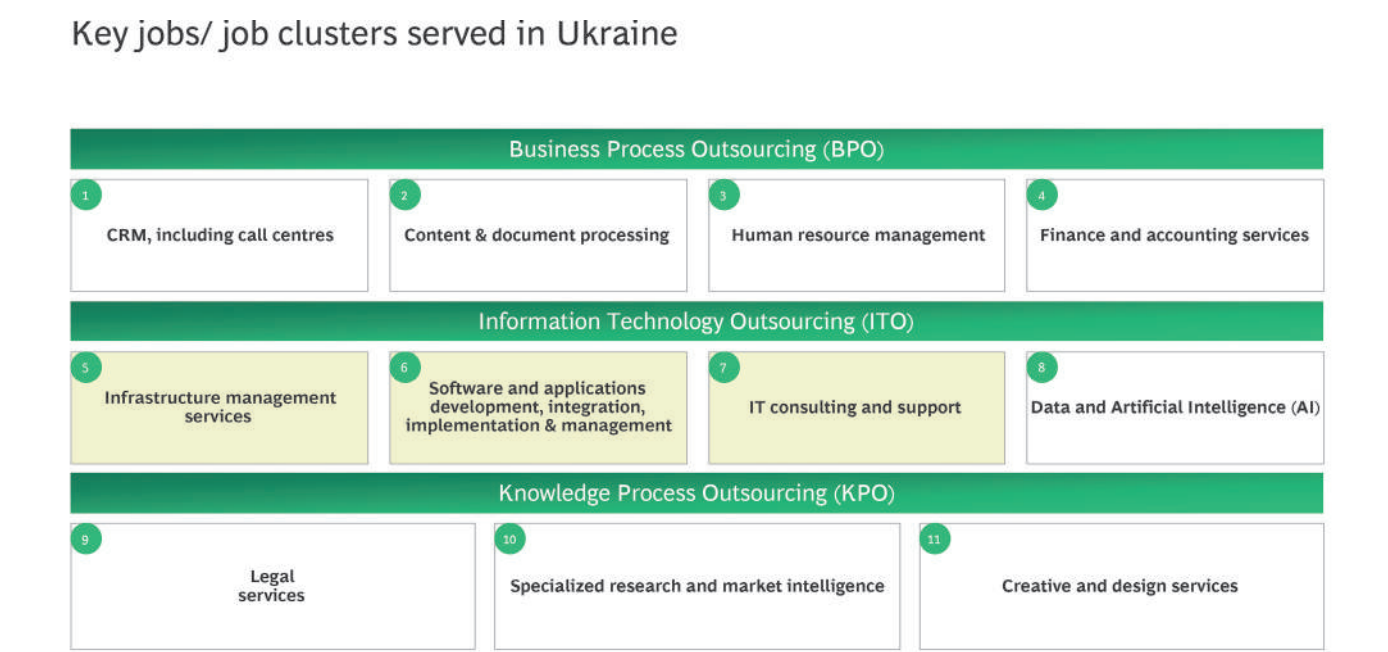 Key jobs/ job clusters served in Ukraine
Business Process Outsourcing (BPO)
1
CRM, including call centres
2
Content & document processing
3
Human resource management
4
Finance and accounting services
Information Technology Outsourcing (ITO)
5
Infrastructure management
services
6
Software and applications
development, integration,
implementation & management
7
IT consulting and support
8
Data and Artificial Intelligence (AI)
Knowledge Process Outsourcing (KPO)
9
Legal
services
10
Specialized research and market intelligence
11
Creative and design services